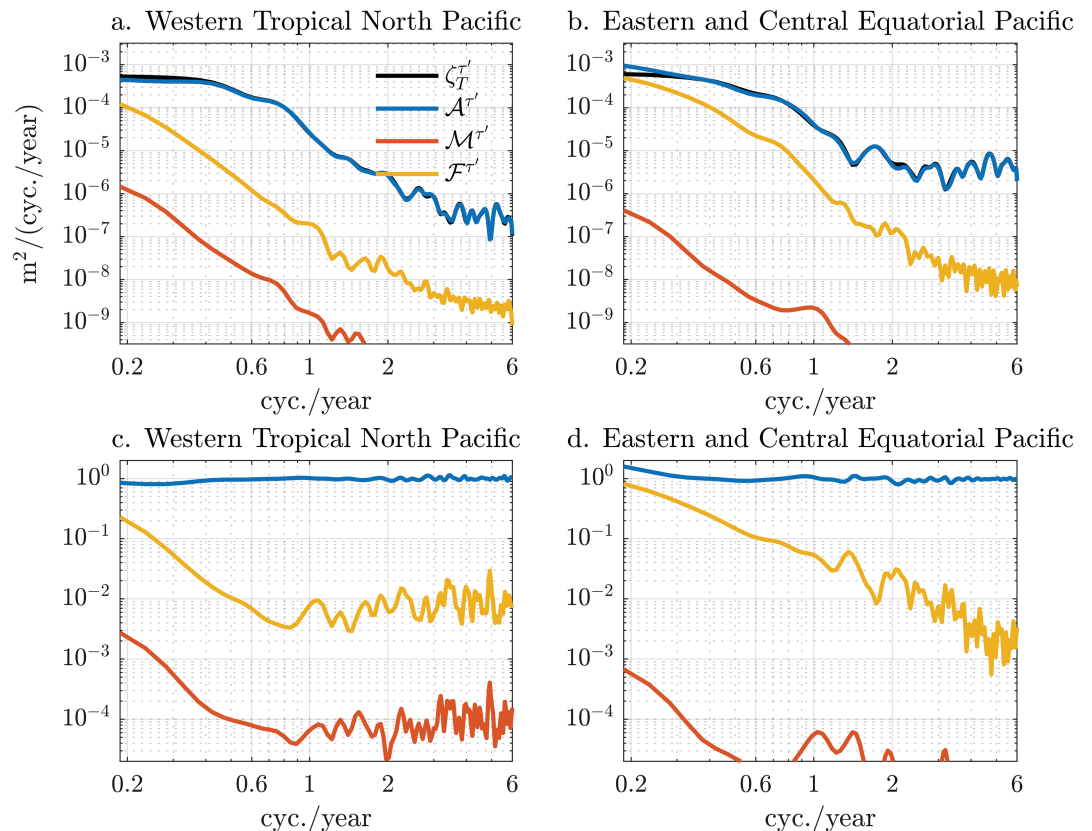 a. Western Tropical North Pacific
b. Eastern and Central Equatorial Pacific
m²/(cyc./year)
10⁻³
10⁻⁴
10⁻⁵
10⁻⁶
10⁻⁷
10⁻⁸
10⁻⁹
ζ_T^τ′
𝒜^τ′
ℳ^τ′
ℱ^τ′
0.2 0.6 1 2 6
cyc./year
10⁻³
10⁻⁴
10⁻⁵
10⁻⁶
10⁻⁷
10⁻⁸
10⁻⁹
0.2 0.6 1 2 6
cyc./year
c. Western Tropical North Pacific
d. Eastern and Central Equatorial Pacific
10⁰
10⁻¹
10⁻²
10⁻³
10⁻⁴
0.2 0.6 1 2 6
cyc./year
10⁰
10⁻¹
10⁻²
10⁻³
10⁻⁴
0.2 0.6 1 2 6
cyc./year